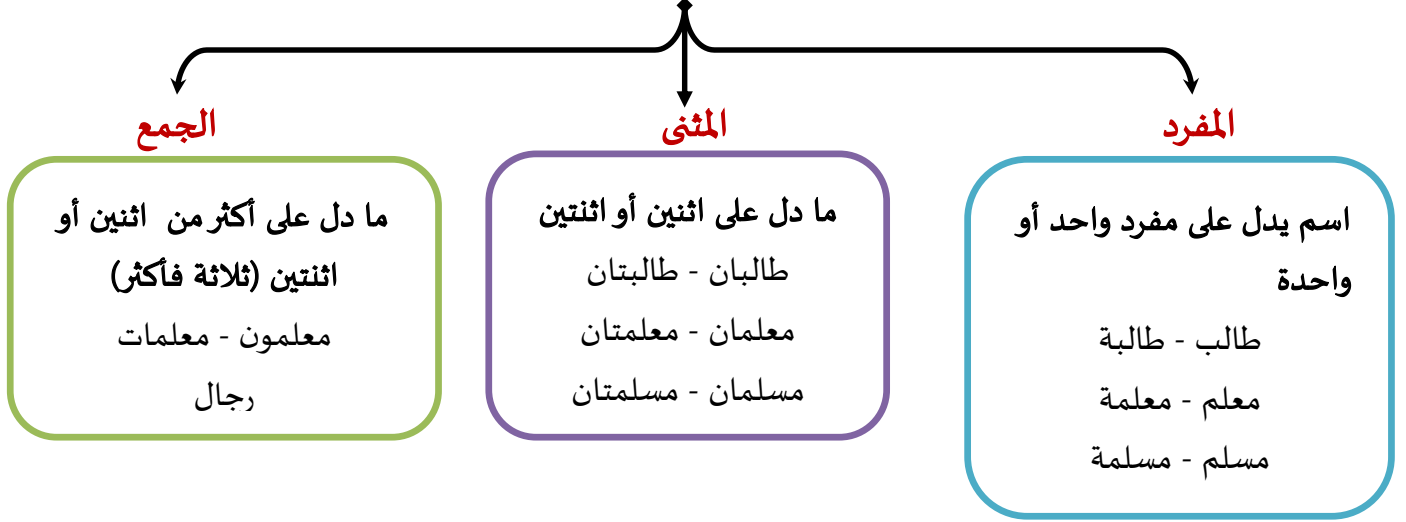 المفرد
اسم يدل على مفرد واحد أو
واحدة
طالب - طالبة
معلم - معلمة
مسلم - مسلمة
المثنى
ما دل على اثنين أو اثنتين
طالبان - طالبتان
معلمان - معلمتان
مسلمان - مسلمتان
الجمع
ما دل على أكثر من اثنين أو
اثنتين (ثلاثة فأكثر)
معلمون - معلمات
رجال